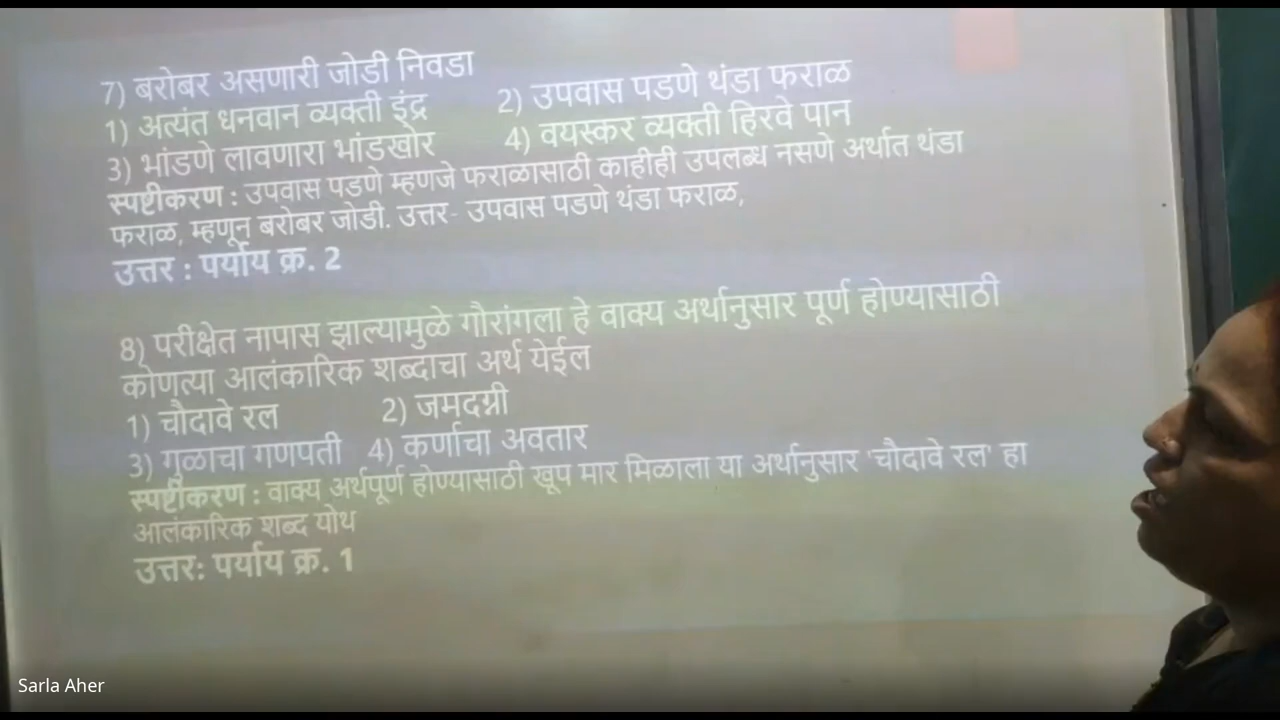 7) बरोबर असणारी जोडी निवडा
1) अत्यंत धनवान व्यक्ती इंद्र 2) उपवास पडणे थंडा फराळ
3) भांडणे लावणारा भांडखोर 4) वयस्कर व्यक्ती हिरवे पान
स्पष्टीकरण : उपवास पडणे म्हणजे फराळासाठी काहीही उपलब्ध नसणे अर्थात थंडा
फराळ, म्हणून बरोबर जोडी. उत्तर- उपवास पडणे थंडा फराळ,
उत्तर : पर्याय क्र. 2
8) परीक्षेत नापास झाल्यामुळे गौरांगला हे वाक्य अर्थानुसार पूर्ण होण्यासाठी
कोणत्या आलंकारिक शब्दाचा अर्थ येईल
1) चौदावे रत्न 2) जमदग्नी
3) गुळाचा गणपती 4) कर्णाचा अवतार
स्पष्टीकरण : वाक्य अर्थपूर्ण होण्यासाठी खूप मार मिळाला या अर्थानुसार 'चौदावे रत्न' हा
आलंकारिक शब्द योथ
उत्तर: पर्याय क्र. 1
Sarla Aher